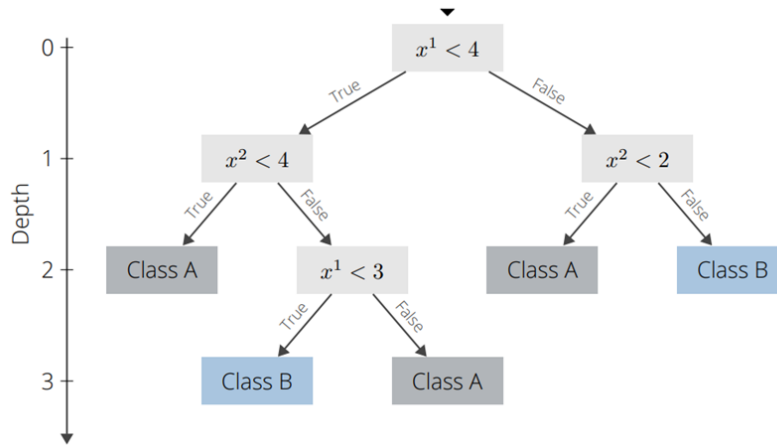 0
x¹ < 4
True
False
1
x² < 4
x² < 2
True
False
True
False
Depth
2
Class A
x¹ < 3
Class A
Class B
True
False
3
Class B
Class A